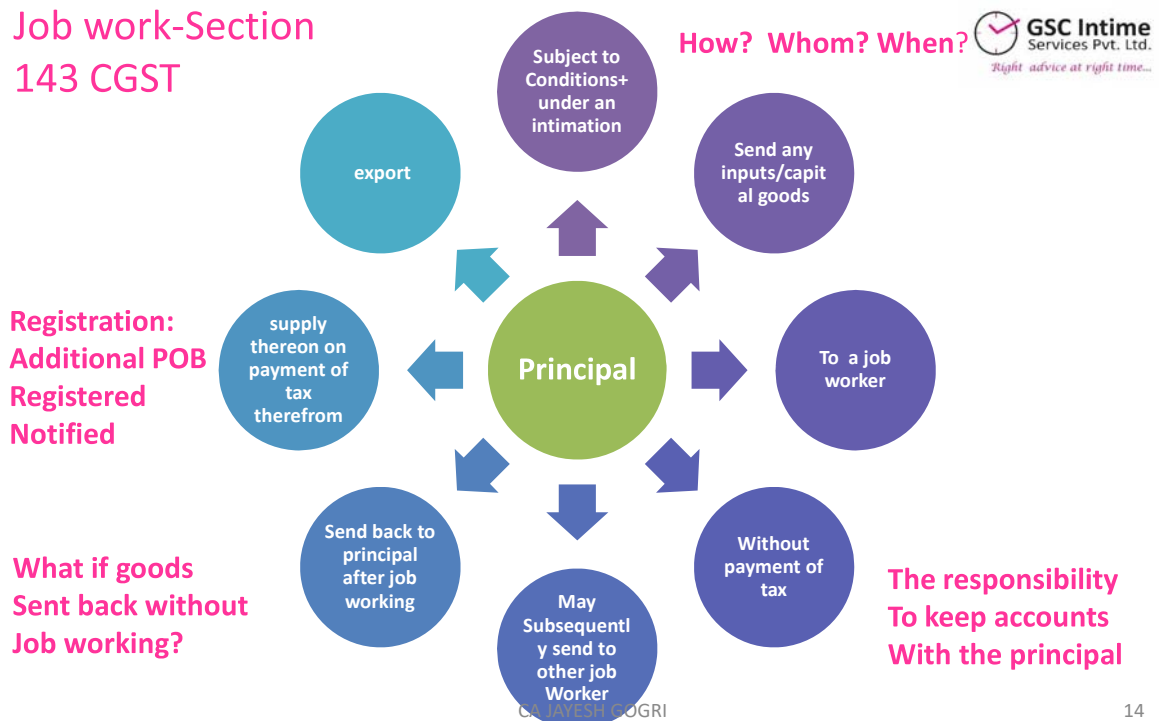 Job work-Section
143 CGST
How? Whom? When?
GSC Intime
Services Pvt. Ltd.
Right advice at right time...
Subject to
Conditions+
under an
intimation
Send any
inputs/capit
al goods
To a job
worker
Without
payment of
tax
May
Subsequentl
y send to
other job
Worker
Send back to
principal
after job
working
supply
thereon on
payment of
tax
therefrom
export
Principal
Registration:
Additional POB
Registered
Notified
What if goods
Sent back without
Job working?
The responsibility
To keep accounts
With the principal
CA JAYESH GOGRI
14